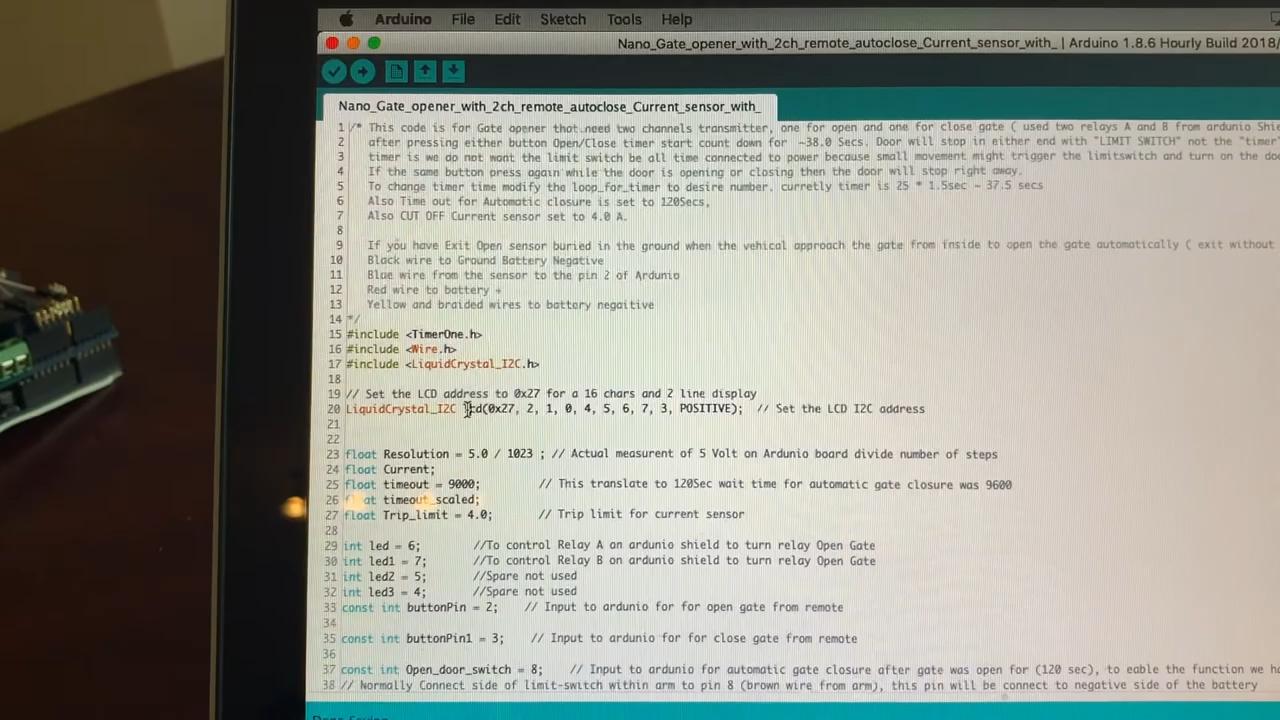 Arduino File Edit Sketch Tools Help
Nano_Gate_opener_with_2ch_remote_autoclose_Current_sensor_with_ | Arduino 1.8.6 Hourly Build 2018/
Nano_Gate_opener_with_2ch_remote_autoclose_Current_sensor_with_
1 /* This code is for Gate opener that need two channels transmitter, one for open and one for close gate ( used two relays A and B from ardunio Shie
2 after pressing either button Open/Close timer start count down for ~38.0 Secs. Door will stop in either end with "LIMIT SWITCH" not the "timer"
3 timer is we do not want the limit switch be all time connected to power because small movement might trigger the limitswitch and turn on the doo
4 If the same button press again while the door is opening or closing then the door will stop right away.
5 To change timer time modify the loop_for_timer to desire number. curretly timer is 25 * 1.5sec ~ 37.5 secs
6 Also Time out for Automatic closure is set to 120Secs,
7 Also CUT OFF Current sensor set to 4.0 A.
8
9 If you have Exit Open sensor buried in the ground when the vehical approach the gate from inside to open the gate automatically ( exit without
10 Black wire to Ground Battery Negative
11 Blue wire from the sensor to the pin 2 of Ardunio
12 Red wire to battery +
13 Yellow and braided wires to battery negaitive
14 */
15 #include <TimerOne.h>
16 #include <Wire.h>
17 #include <LiquidCrystal_I2C.h>
18
19 // Set the LCD address to 0x27 for a 16 chars and 2 line display
20 LiquidCrystal_I2C lcd(0x27, 2, 1, 0, 4, 5, 6, 7, 3, POSITIVE); // Set the LCD I2C address
21
22
23 float Resolution = 5.0 / 1023 ; // Actual measurent of 5 Volt on Ardunio board divide number of steps
24 float Current;
25 float timeout = 9000; // This translate to 120Sec wait time for automatic gate closure was 9600
26 float timeout_scaled;
27 float Trip_limit = 4.0; // Trip limit for current sensor
28
29 int led = 6; //To control Relay A an ardunio shield to turn relay Open Gate
30 int led1 = 7; //To control Relay B on ardunio shield to turn relay Open Gate
31 int led2 = 5; //Spare not used
32 int led3 = 4; //Spare not used
33 const int buttonPin = 2; // Input to ardunio for for open gate from remote
34
35 const int buttonPin1 = 3; // Input to ardunio for for close gate from remote
36
37 const int Open_door_switch = 8; // Input to ardunio for automatic gate closure after gate was open for (120 sec), to eable the function we ha
38 // Normally Connect side of limit-switch within arm to pin 8 (brown wire from arm), this pin will be connect to negative side of the battery